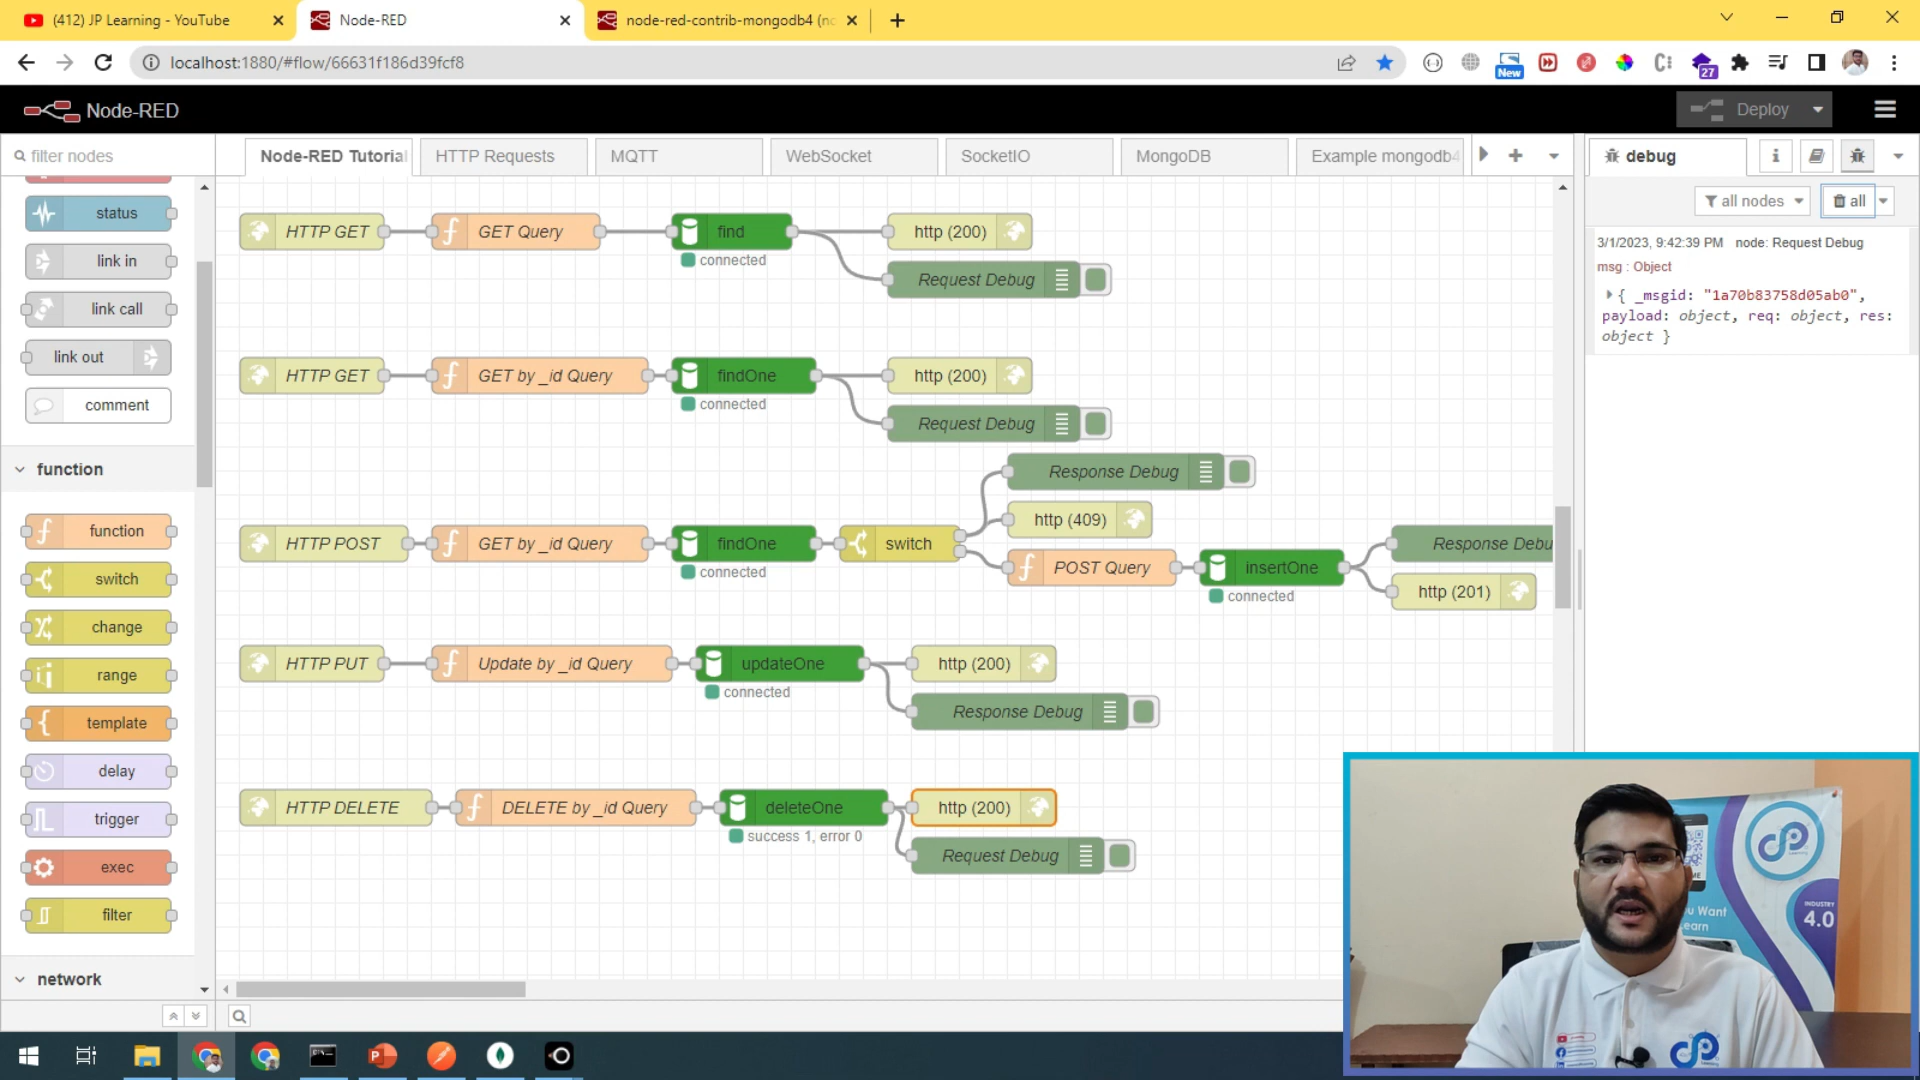 (412) JP Learning - YouTube
Node-RED
node-red-contrib-mongodb4 (no
localhost:1880/#flow/66631f186d39fcf8
New
27
Node-RED
Deploy
filter nodes
Node-RED Tutorial
HTTP Requests
MQTT
WebSocket
SocketIO
MongoDB
Example mongodb4
debug
all nodes
all
status
link in
link call
link out
comment
function
function
switch
change
range
template
delay
trigger
exec
filter
network
HTTP GET
GET Query
find
connected
http (200)
Request Debug
HTTP GET
GET by _id Query
findOne
connected
http (200)
Request Debug
Response Debug
http (409)
HTTP POST
GET by _id Query
findOne
connected
switch
POST Query
insertOne
connected
Response Debu
http (201)
HTTP PUT
Update by _id Query
updateOne
connected
http (200)
Response Debug
HTTP DELETE
DELETE by _id Query
deleteOne
success 1, error 0
http (200)
Request Debug
3/1/2023, 9:42:39 PM node: Request Debug
msg : Object
{ _msgid: "1a70b83758d05ab0",
payload: object, req: object, res:
object }
u Want
earn
INDUSTRY
4.0